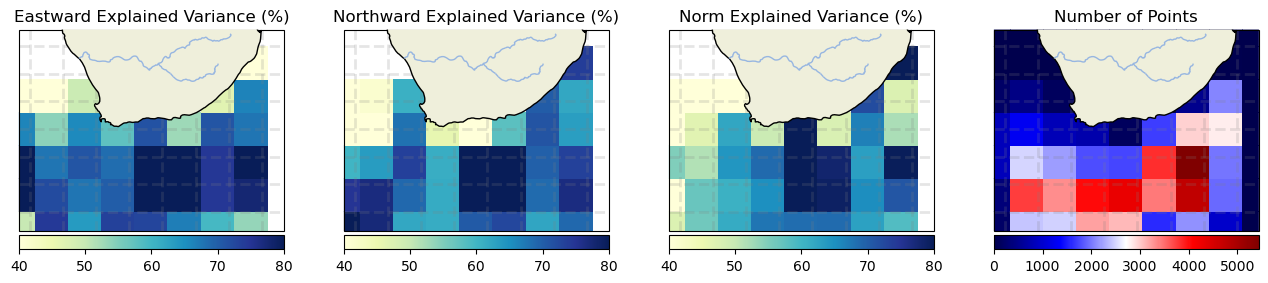 Eastward Explained Variance (%) Northward Explained Variance (%) Norm Explained Variance (%) Number of Points
40 50 60 70 80 40 50 60 70 80 40 50 60 70 80 0 1000 2000 3000 4000 5000